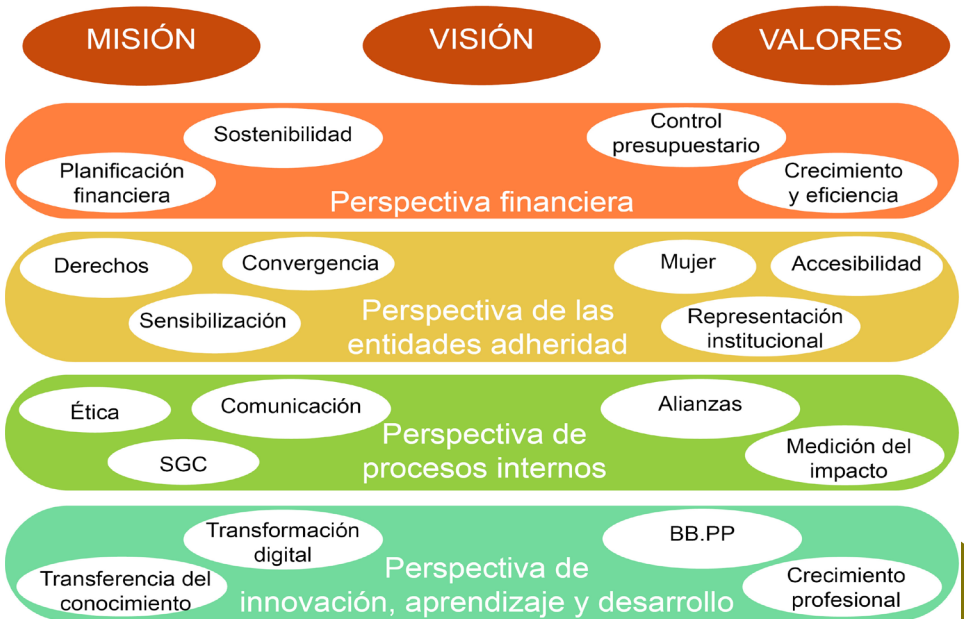 MISIÓN
VISIÓN
VALORES
Sostenibilidad
Control
presupuestario
Planificación
financiera
Crecimiento
y eficiencia
Perspectiva financiera
Derechos
Convergencia
Mujer
Accesibilidad
Sensibilización
Representación
institucional
Perspectiva de las
entidades adheridad
Ética
Comunicación
Alianzas
SGC
Medición del
impacto
Perspectiva de
procesos internos
Transformación
digital
BB.PP
Transferencia del
conocimiento
Crecimiento
profesional
Perspectiva de
innovación, aprendizaje y desarrollo